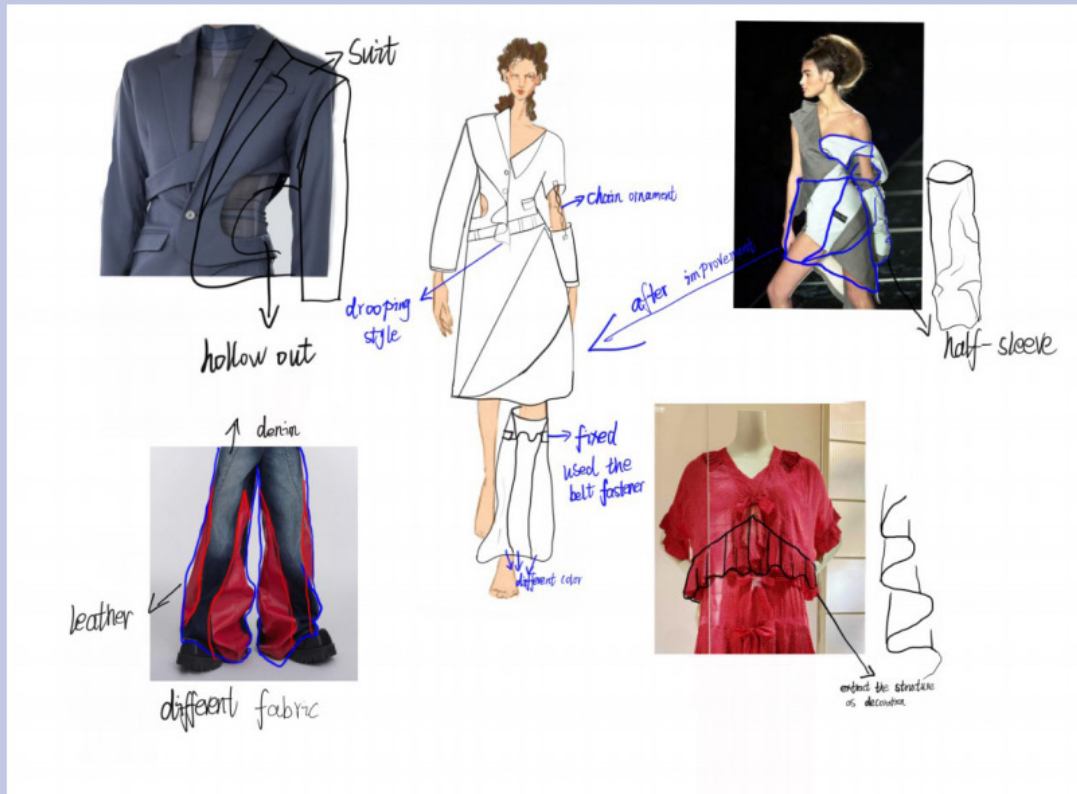 Suit
hollow out
chain ornament
drooping
style
after improvement
half-sleeve
denim
leather
different fabric
fixed
used the
belt fastener
different color
extract the structure
as decoration